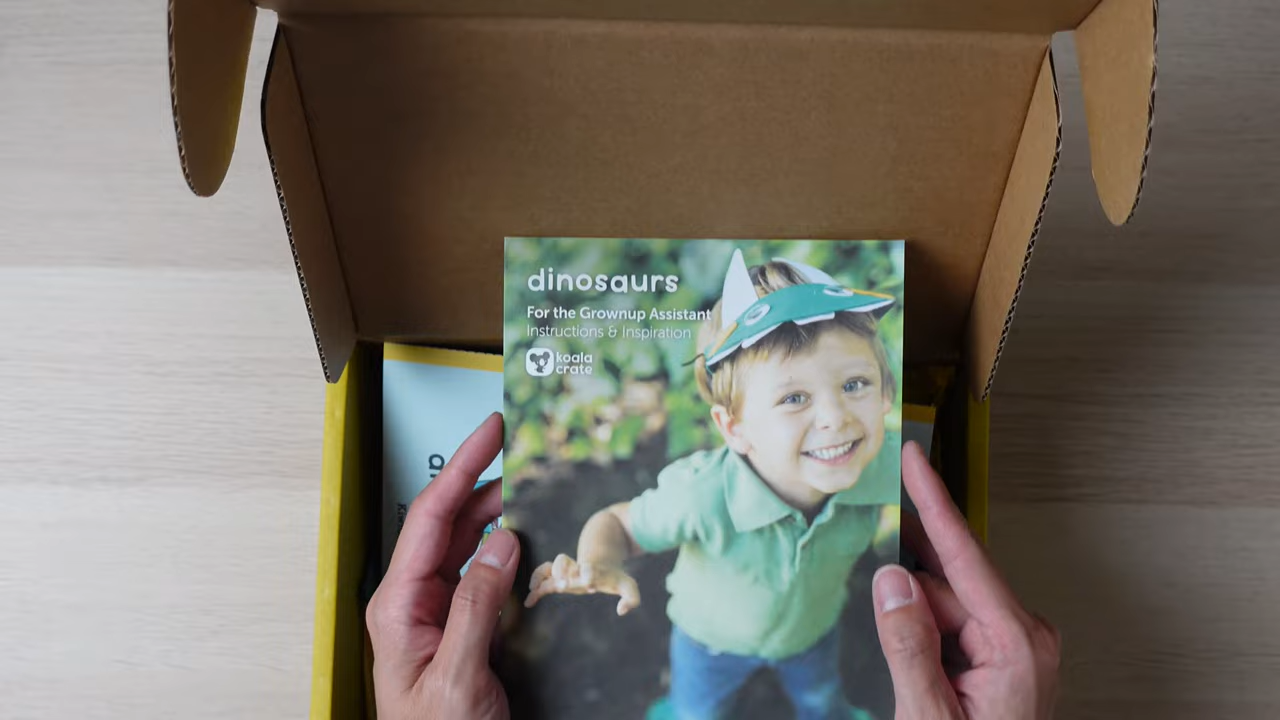 dinosaurs
For the Grownup Assistant
Instructions & Inspiration
koala
crate